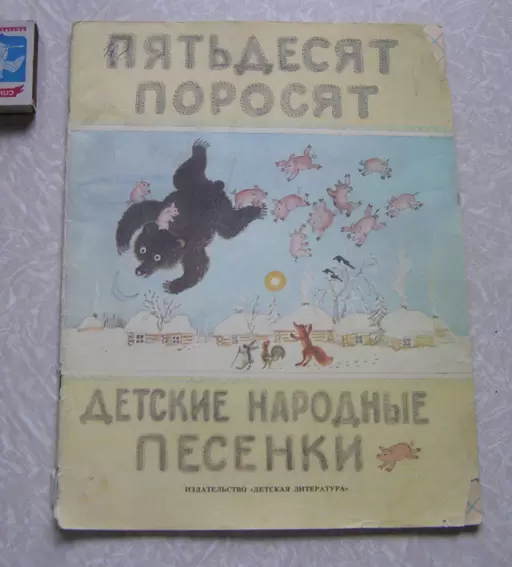 ПЯТЬДЕСЯТ
ПОРОСЯТ
ДЕТСКИЕ НАРОДНЫЕ
ПЕСЕНКИ
ИЗДАТЕЛЬСТВО «ДЕТСКАЯ ЛИТЕРАТУРА»